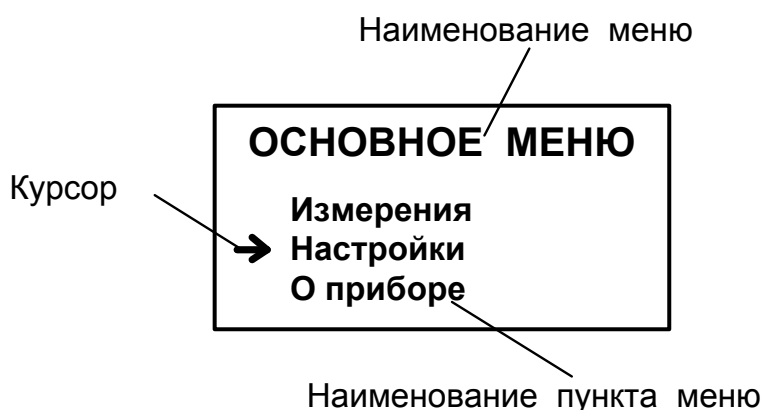 Наименование меню
ОСНОВНОЕ МЕНЮ
Курсор
Измерения
Настройки
О приборе
Наименование пункта меню